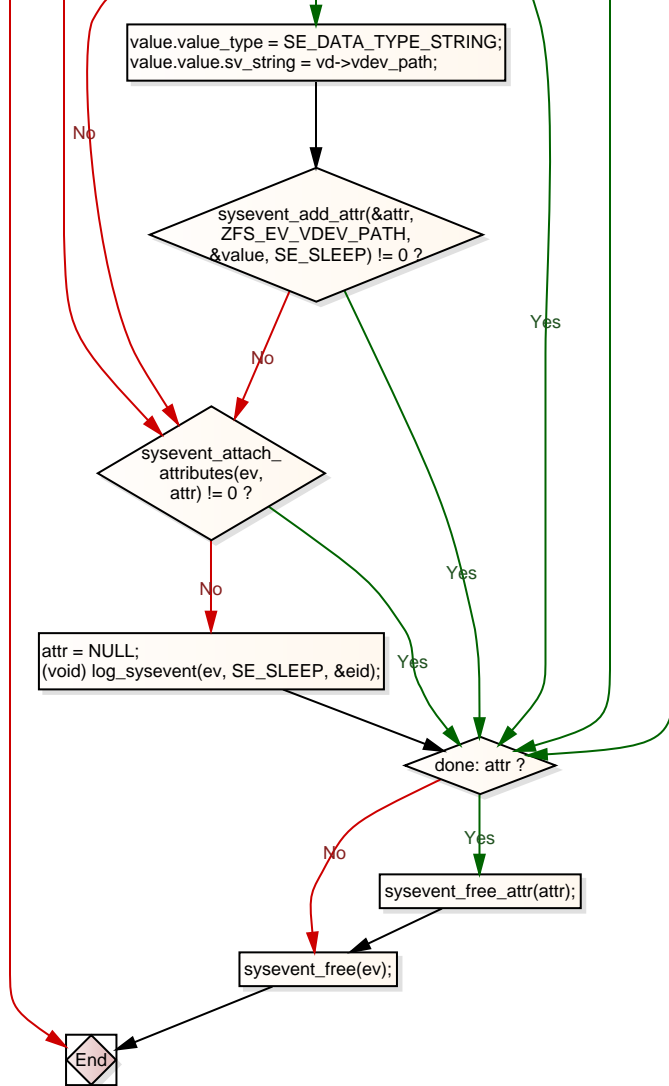 value.value_type = SE_DATA_TYPE_STRING;
value.value.sv_string = vd->vdev_path;
No
sysevent_add_attr(&attr,
ZFS_EV_VDEV_PATH,
&value, SE_SLEEP) != 0 ?
Yes
No
sysevent_attach_
attributes(ev,
attr) != 0 ?
Yes
No
attr = NULL;
(void) log_sysevent(ev, SE_SLEEP, &eid);
Yes
done: attr ?
Yes
No
sysevent_free_attr(attr);
sysevent_free(ev);
End